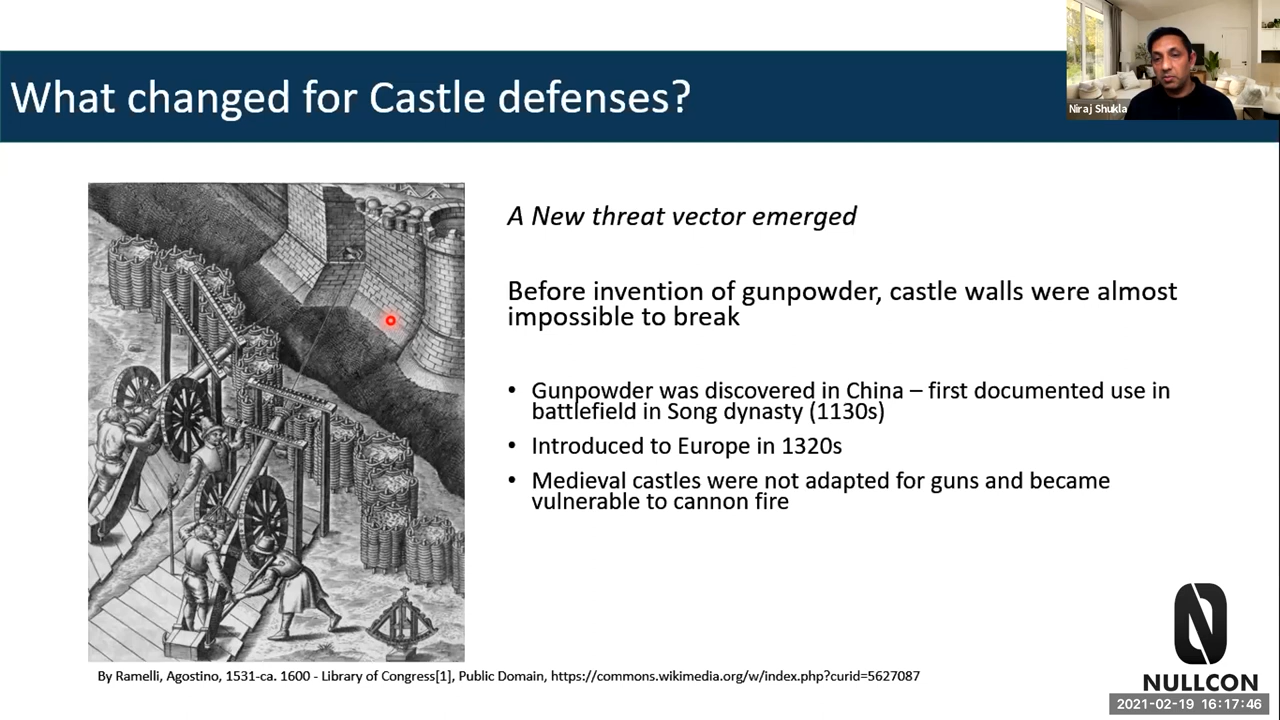 What changed for Castle defenses?
Niraj Shukla
A New threat vector emerged
Before invention of gunpowder, castle walls were almost
impossible to break
• Gunpowder was discovered in China – first documented use in
battlefield in Song dynasty (1130s)
• Introduced to Europe in 1320s
• Medieval castles were not adapted for guns and became
vulnerable to cannon fire
By Ramelli, Agostino, 1531-ca. 1600 - Library of Congress[1], Public Domain, https://commons.wikimedia.org/w/index.php?curid=5627087
NULLCON
2021-02-19 16:17:46